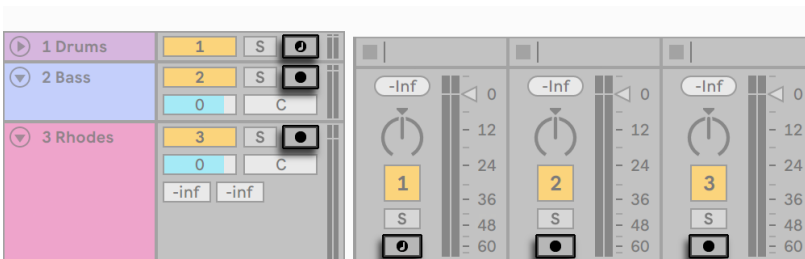 1 Drums 1 S
2 Bass 2 S
0 C
3 Rhodes 3 S
0 C
-inf -inf
-Inf 0 -Inf 0 -Inf 0
12 12 12
24 24 24
1 2 3
36 36 36
S 48 S 48 S 48
60 60 60